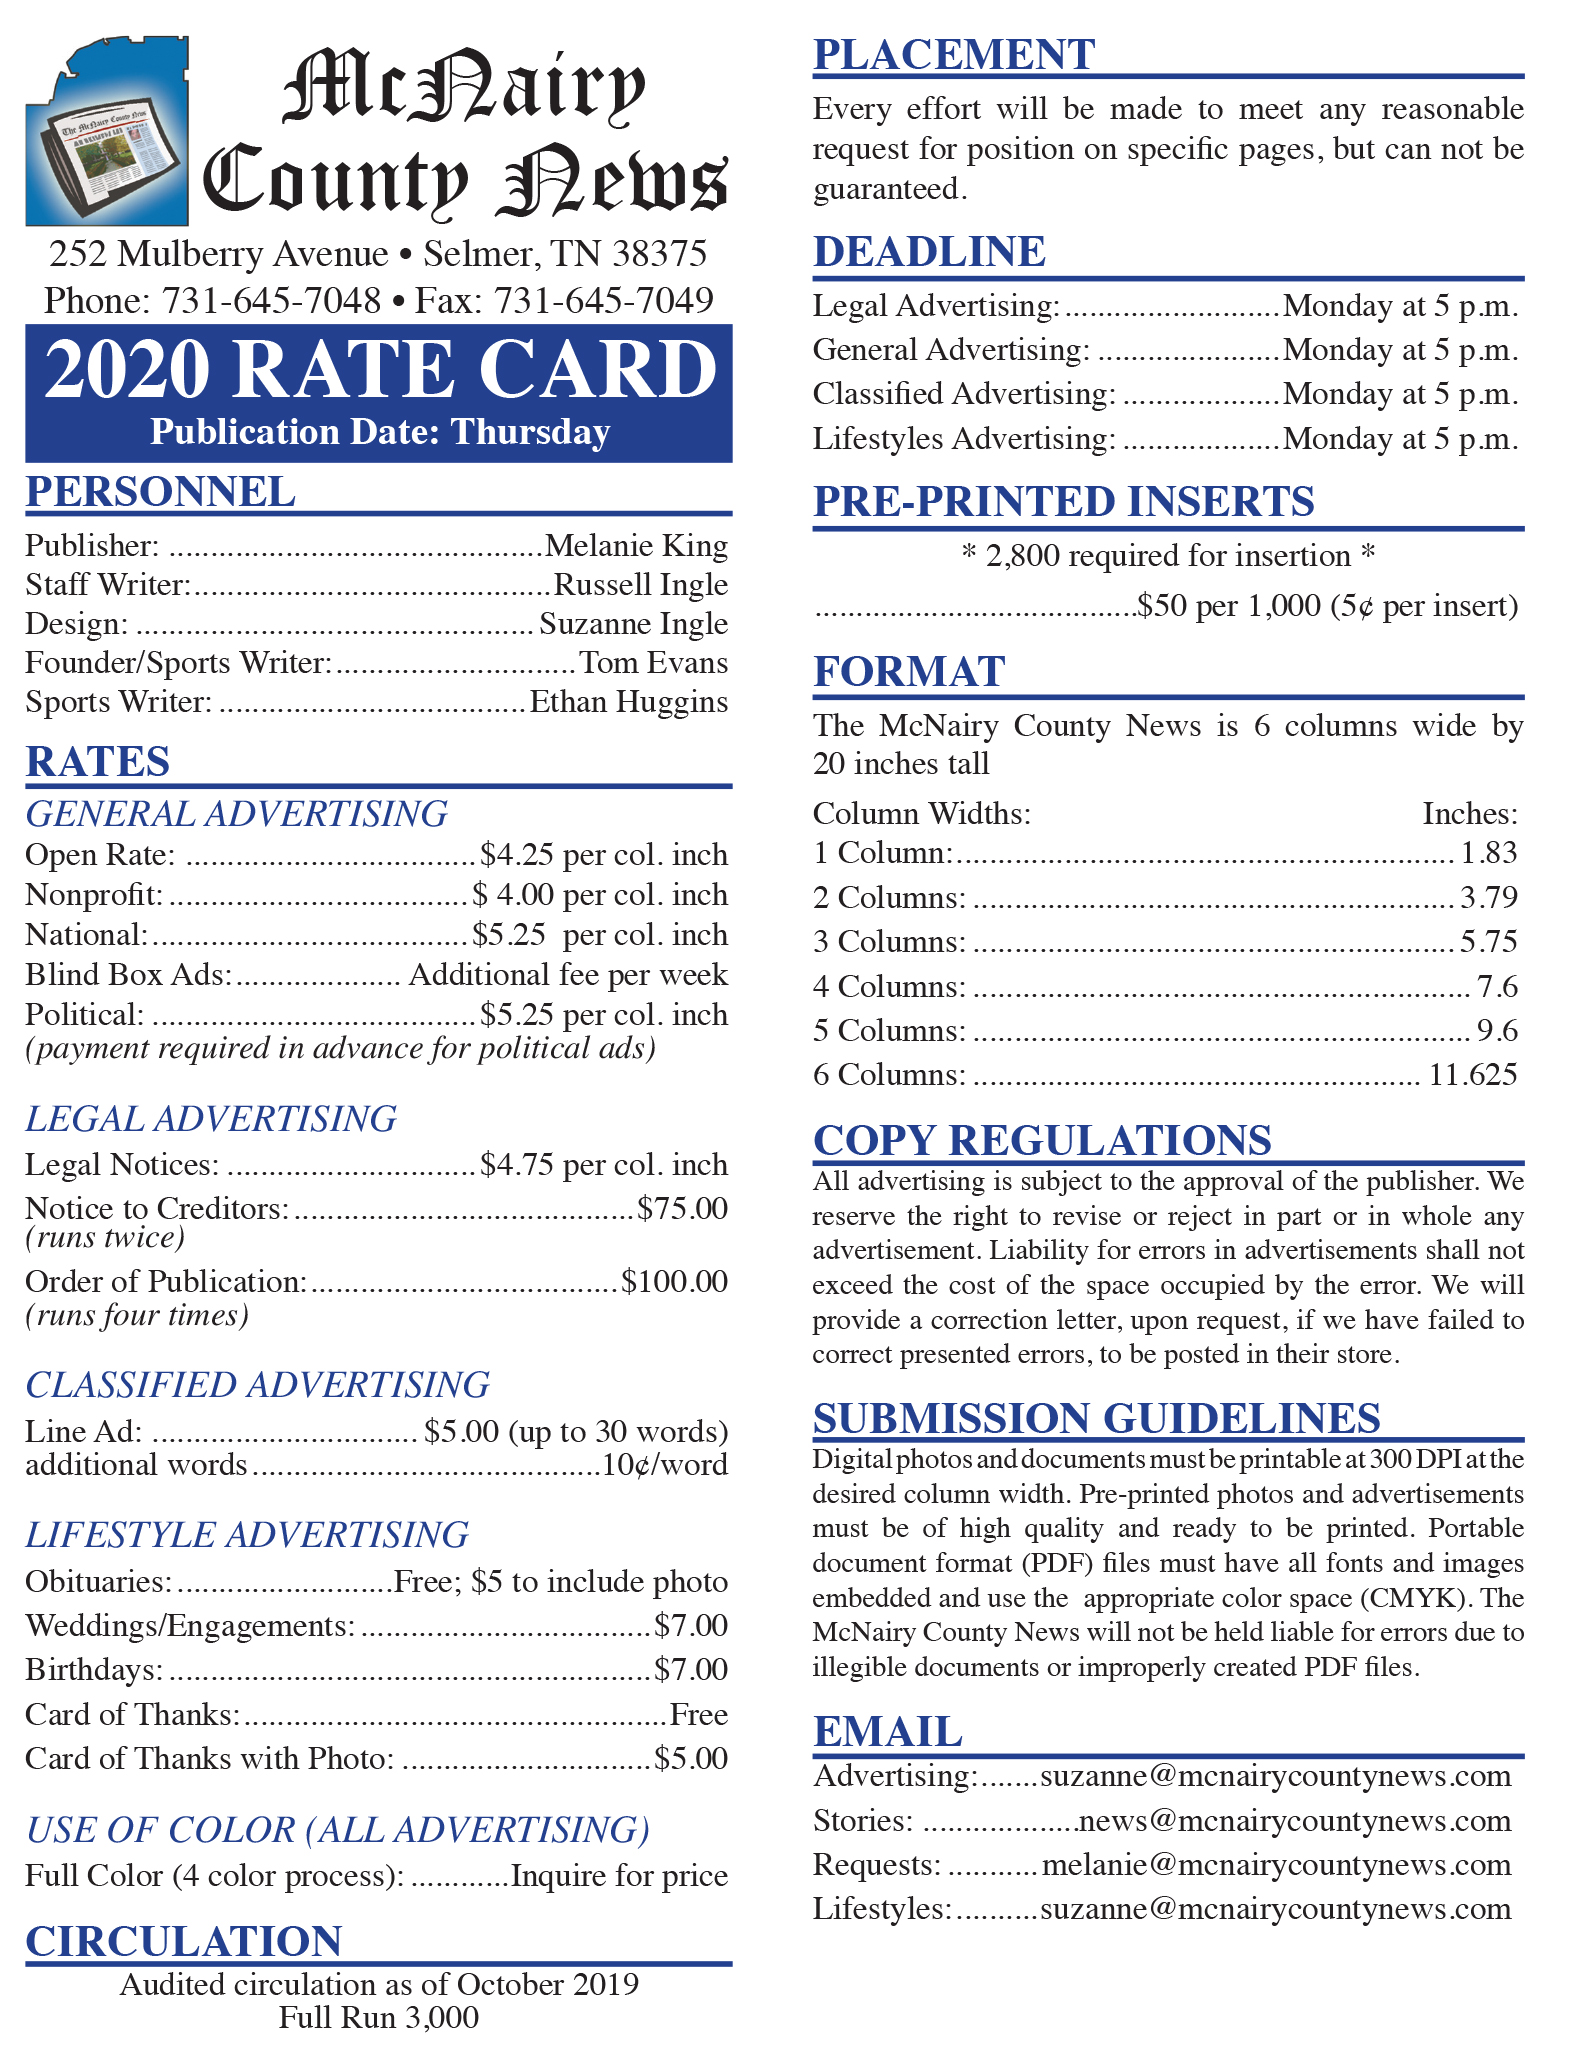 The McNairy County News
McNairy
County News
252 Mulberry Avenue • Selmer, TN 38375
Phone: 731-645-7048 • Fax: 731-645-7049
2020 RATE CARD
Publication Date: Thursday
PERSONNEL
Publisher: ............................................. Melanie King
Staff Writer: ........................................... Russell Ingle
Design: ................................................ Suzanne Ingle
Founder/Sports Writer: ............................. Tom Evans
Sports Writer: ..................................... Ethan Huggins
RATES
GENERAL ADVERTISING
Open Rate: ................................... $4.25 per col. inch
Nonprofit: .................................... $ 4.00 per col. inch
National: ...................................... $5.25  per col. inch
Blind Box Ads: .................... Additional fee per week
Political: ....................................... $5.25 per col. inch
(payment required in advance for political ads)
LEGAL ADVERTISING
Legal Notices: .............................. $4.75 per col. inch
Notice to Creditors: ......................................... $75.00
(runs twice)
Order of Publication: ..................................... $100.00
(runs four times)
CLASSIFIED ADVERTISING
Line Ad: ................................ $5.00 (up to 30 words)
additional words .......................................... 10¢/word
LIFESTYLE ADVERTISING
Obituaries: .......................... Free; $5 to include photo
Weddings/Engagements: ................................... $7.00
Birthdays: .......................................................... $7.00
Card of Thanks: ................................................... Free
Card of Thanks with Photo: .............................. $5.00
USE OF COLOR (ALL ADVERTISING)
Full Color (4 color process): ............ Inquire for price
CIRCULATION
Audited circulation as of October 2019
Full Run 3,000
PLACEMENT
Every effort will be made to meet any reasonable
request for position on specific pages, but can not be
guaranteed.
DEADLINE
Legal Advertising: .......................... Monday at 5 p.m.
General Advertising: ...................... Monday at 5 p.m.
Classified Advertising: ................... Monday at 5 p.m.
Lifestyles Advertising: ................... Monday at 5 p.m.
PRE-PRINTED INSERTS
* 2,800 required for insertion *
....................................... $50 per 1,000 (5¢ per insert)
FORMAT
The McNairy County News is 6 columns wide by
20 inches tall
Column Widths: Inches:
1 Column: ............................................................ 1.83
2 Columns: .......................................................... 3.79
3 Columns: .......................................................... 5.75
4 Columns: ............................................................ 7.6
5 Columns: ............................................................ 9.6
6 Columns: ...................................................... 11.625
COPY REGULATIONS
All advertising is subject to the approval of the publisher. We
reserve the right to revise or reject in part or in whole any
advertisement. Liability for errors in advertisements shall not
exceed the cost of the space occupied by the error. We will
provide a correction letter, upon request, if we have failed to
correct presented errors, to be posted in their store.
SUBMISSION GUIDELINES
Digital photos and documents must be printable at 300 DPI at the
desired column width. Pre-printed photos and advertisements
must be of high quality and ready to be printed. Portable
document format (PDF) files must have all fonts and images
embedded and use the  appropriate color space (CMYK). The
McNairy County News will not be held liable for errors due to
illegible documents or improperly created PDF files.
EMAIL
Advertising: ....... suzanne@mcnairycountynews.com
Stories: ................... news@mcnairycountynews.com
Requests: ........... melanie@mcnairycountynews.com
Lifestyles: .......... suzanne@mcnairycountynews.com